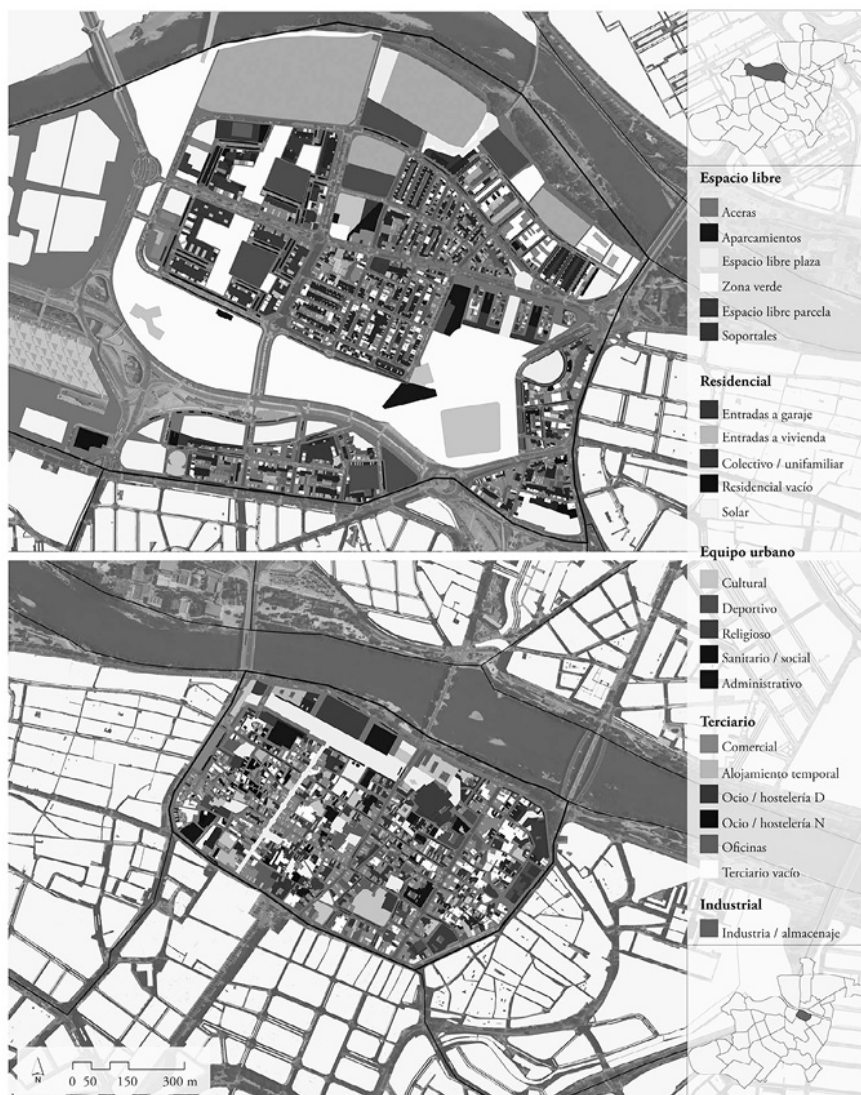 Espacio libre
Aceras
Aparcamientos
Espacio libre plaza
Zona verde
Espacio libre parcela
Soportales
Residencial
Entradas a garaje
Entradas a vivienda
Colectivo / unifamiliar
Residencial vacío
Solar
Equipo urbano
Cultural
Deportivo
Religioso
Sanitario / social
Administrativo
Terciario
Comercial
Alojamiento temporal
Ocio / hostelería D
Ocio / hostelería N
Oficinas
Terciario vacío
Industrial
Industria / almacenaje
N
0 50 150 300 m